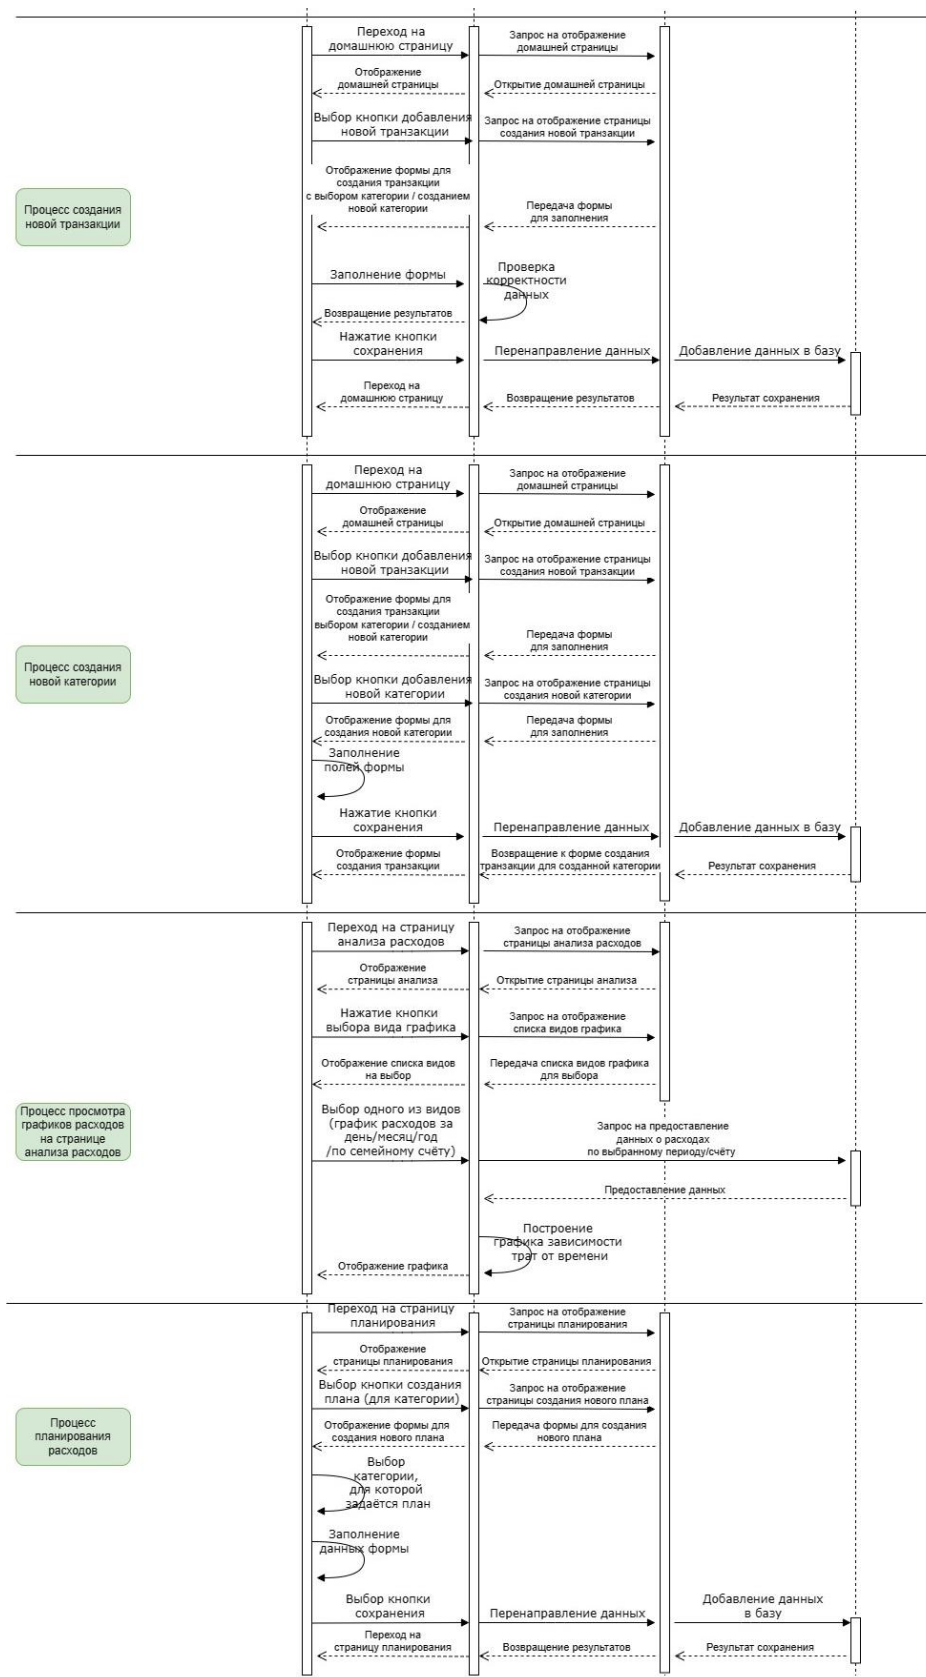 Переход на
домашнюю страницу
Запрос на отображение
домашней страницы
Отображение
домашней страницы
Открытие домашней страницы
Выбор кнопки добавления
новой транзакции
Запрос на отображение страницы
создания новой транзакции
Процесс создания
новой транзакции
Отображение формы для
создания транзакции
с выбором категории / созданием
новой категории
Передача формы
для заполнения
Заполнение формы
Проверка
корректности
данных
Возвращение результатов
Нажатие кнопки
сохранения
Перенаправление данных
Добавление данных в базу
Переход на
домашнюю страницу
Возвращение результатов
Результат сохранения
Переход на
домашнюю страницу
Запрос на отображение
домашней страницы
Отображение
домашней страницы
Открытие домашней страницы
Выбор кнопки добавления
новой транзакции
Запрос на отображение страницы
создания новой транзакции
Отображение формы для
создания транзакции
выбором категории / созданием
новой категории
Передача формы
для заполнения
Процесс создания
новой категории
Выбор кнопки добавления
новой категории
Запрос на отображение страницы
создания новой категории
Отображение формы для
создания новой категории
Передача формы
для заполнения
Заполнение
полей формы
Нажатие кнопки
сохранения
Перенаправление данных
Добавление данных в базу
Отображение формы
создания транзакции
Возвращение к форме создания
транзакции для созданной категории
Результат сохранения
Переход на страницу
анализа расходов
Запрос на отображение
страницы анализа расходов
Отображение
страницы анализа
Открытие страницы анализа
Нажатие кнопки
выбора вида графика
Запрос на отображение
списка видов графика
Отображение списка видов
на выбор
Передача списка видов графика
для выбора
Процесс просмотра
графиков расходов
на странице
анализа расходов
Выбор одного из видов
(график расходов за
день/месяц/год
/по семейному счёту)
Запрос на предоставление
данных о расходах
по выбранному периоду/счёту
Предоставление данных
Построение
графика зависимости
трат от времени
Отображение графика
Переход на страницу
планирования
Запрос на отображение
страницы планирования
Отображение
страницы планирования
Открытие страницы планирования
Выбор кнопки создания
плана (для категории)
Запрос на отображение
страницы создания нового плана
Процесс
планирования
расходов
Отображение формы для
создания нового плана
Передача формы для создания
нового плана
Выбор
категории,
для которой
задаётся план
Заполнение
данных формы
Выбор кнопки
сохранения
Перенаправление данных
Добавление данных
в базу
Переход на
страницу планирования
Возвращение результатов
Результат сохранения